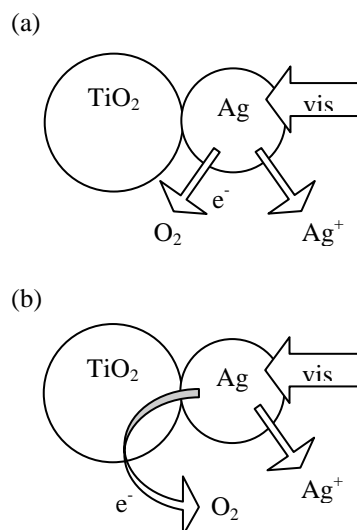 (a)
TiO₂
Ag
vis
e⁻
O₂
Ag⁺
(b)
TiO₂
Ag
vis
e⁻
O₂
Ag⁺